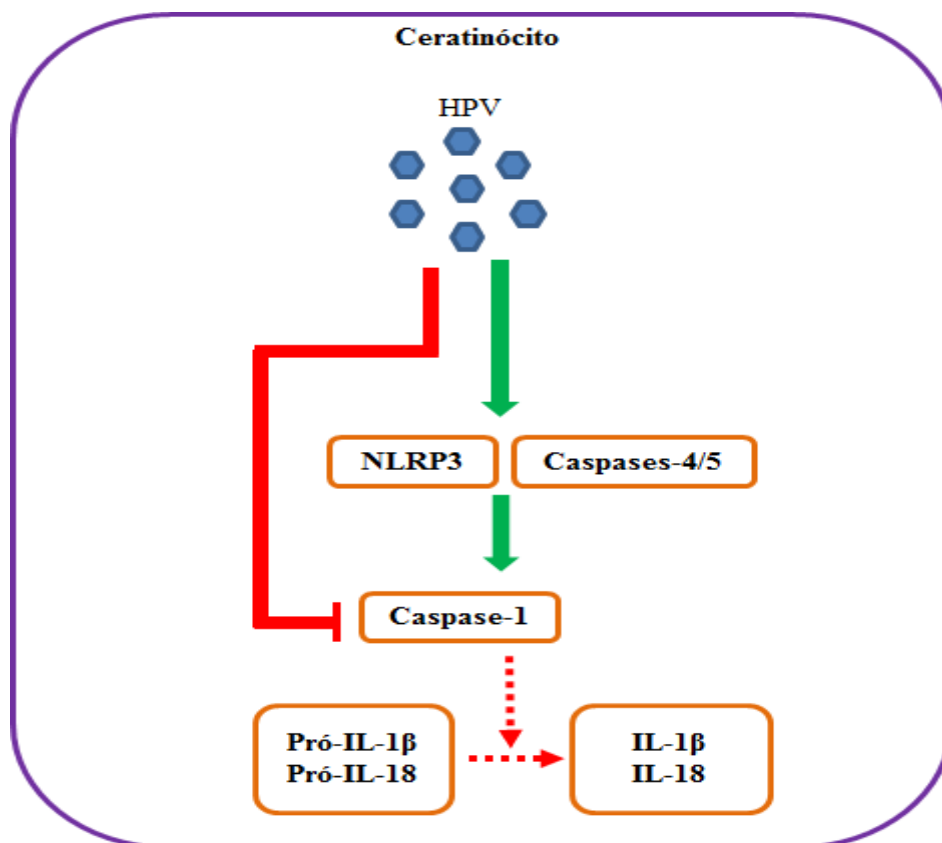 Ceratinócito
HPV
NLRP3
Caspases-4/5
Caspase-1
Pró-IL-1β
Pró-IL-18
IL-1β
IL-18